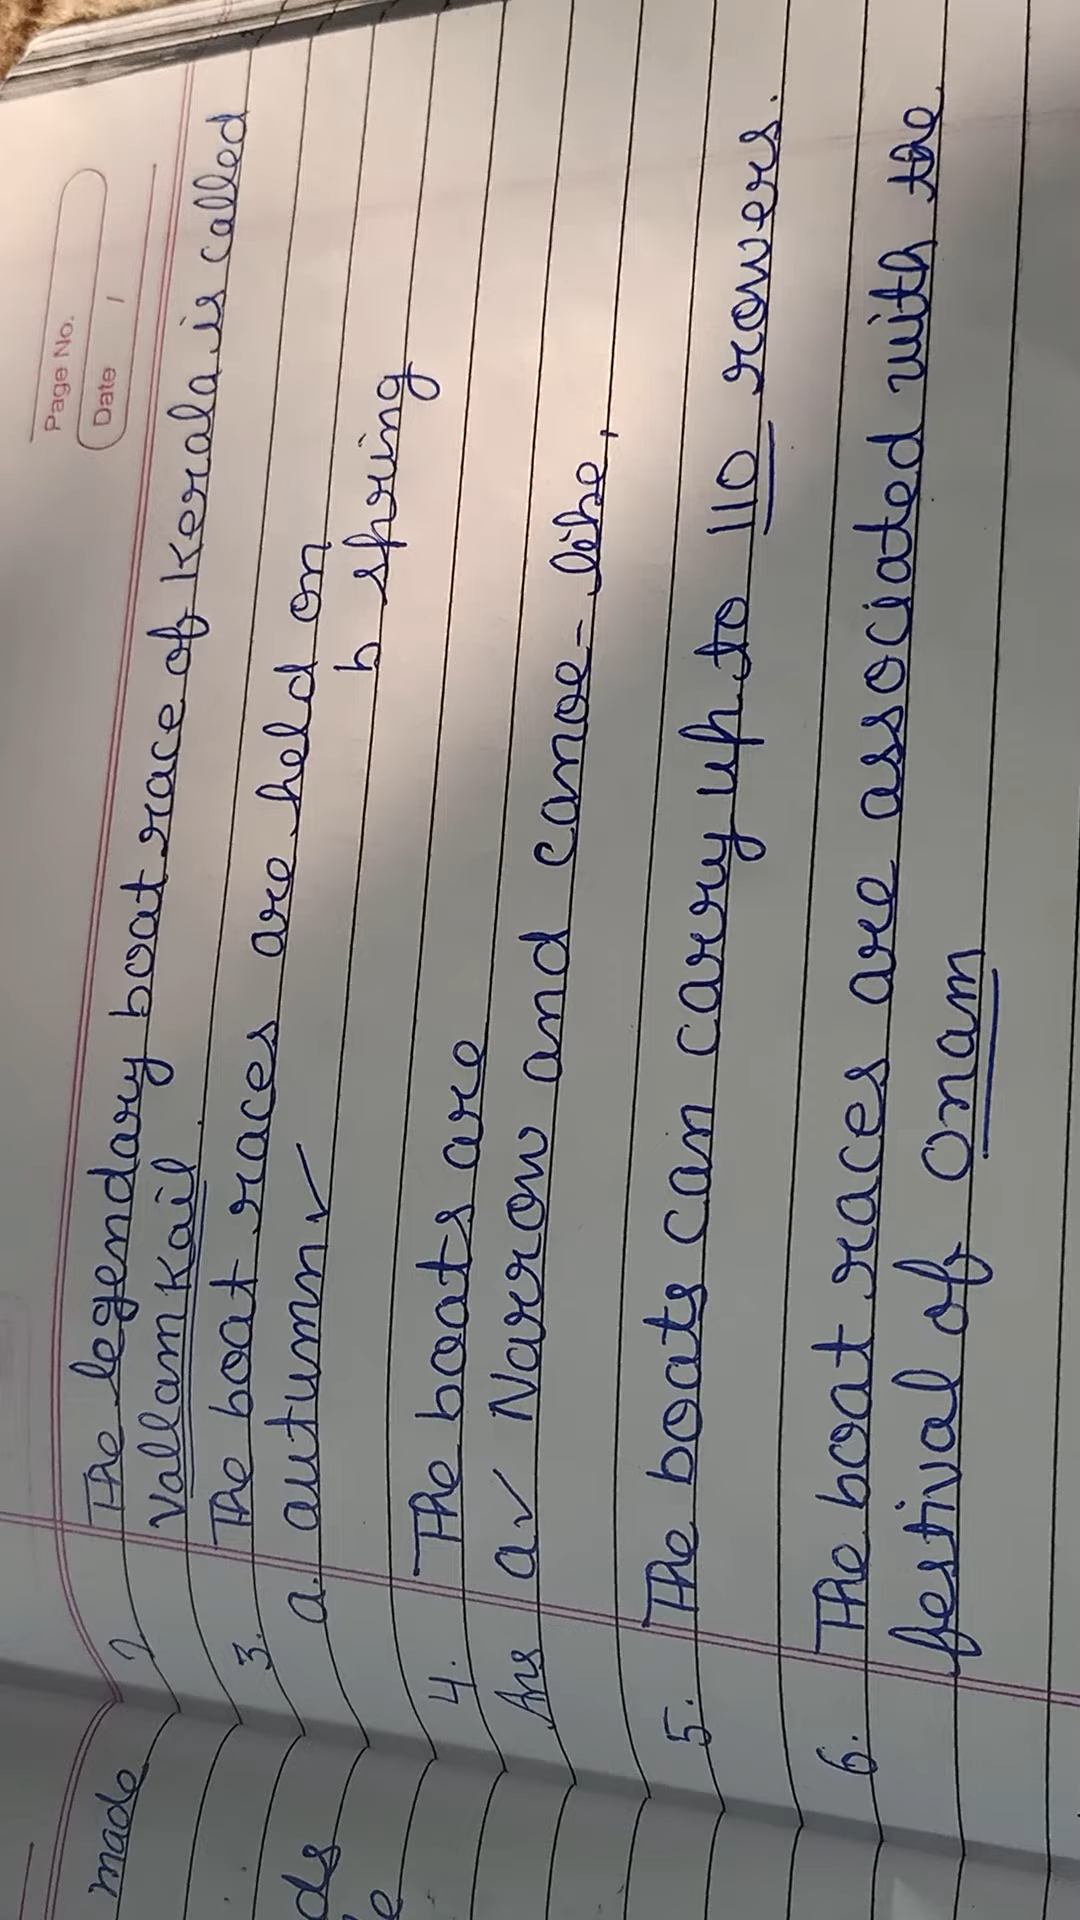 Page No.
Date /
2 The legendary boat race of Kerala is called
Vallam Kail
3. The boat races are held on
a. autumn ✓ b spring
4. The boats are
Ans a ✓ Narrow and canoe-like,
5. The boats can carry up to 110 rowers.
6. The boat races are associated with the
festival of Onam
made
ds
e